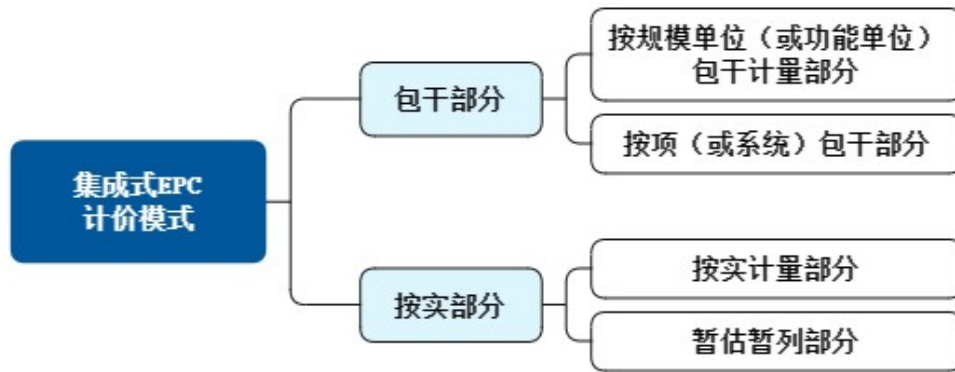 集成式EPC
计价模式
包干部分
按规模单位（或功能单位）
包干计量部分
按项（或系统）包干部分
按实部分
按实计量部分
暂估暂列部分